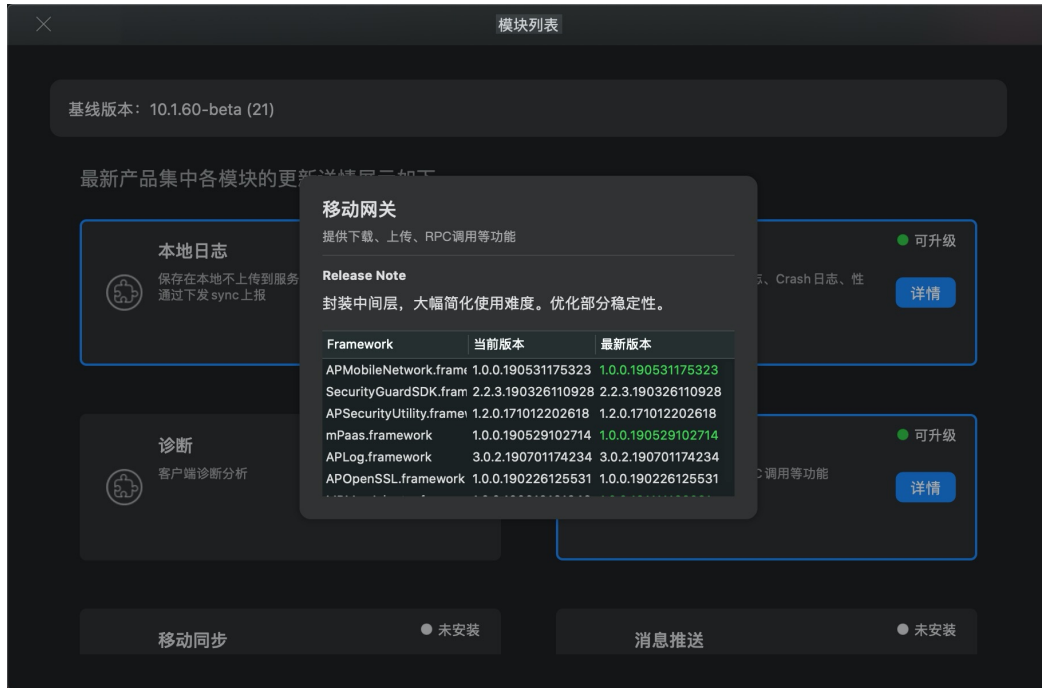 模块列表
基线版本：10.1.60-beta (21)
最新产品集中各模块的更新详情展示如下
本地日志
保存在本地不上传到服务
通过下发 sync 上报
移动网关
提供下载、上传、RPC调用等功能
Release Note
封装中间层，大幅简化使用难度。优化部分稳定性。
Framework 当前版本 最新版本
APMobileNetwork.frame 1.0.0.190531175323 1.0.0.190531175323
SecurityGuardSDK.fram 2.2.3.190326110928 2.2.3.190326110928
APSecurityUtility.framew 1.2.0.171012202618 1.2.0.171012202618
mPaas.framework 1.0.0.190529102714 1.0.0.190529102714
APLog.framework 3.0.2.190701174234 3.0.2.190701174234
APOpenSSL.framework 1.0.0.190226125531 1.0.0.190226125531
可升级
、Crash 日志、性
详情
诊断
客户端诊断分析
可升级
调用等功能
详情
移动同步
未安装
消息推送
未安装